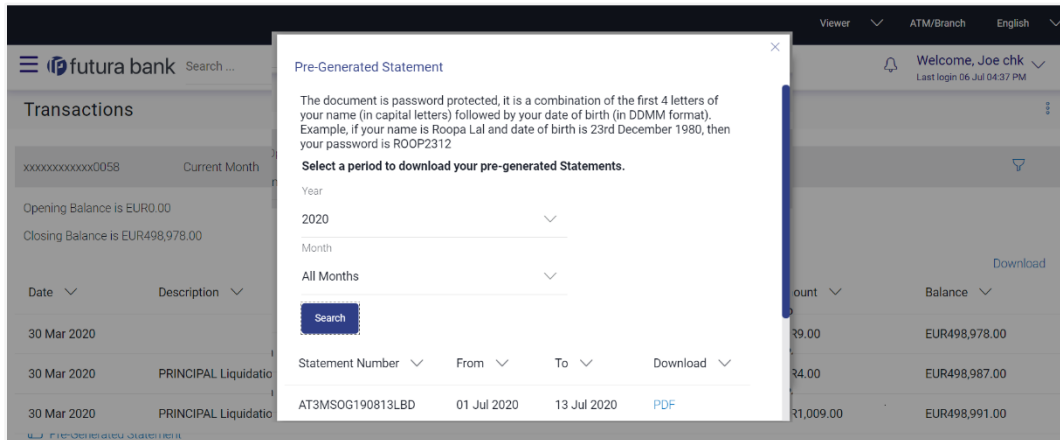 Viewer ATM/Branch English
futura bank Search ... Welcome, Joe chk
Last login 06 Jul 04:37 PM
Transactions
xxxxxxxxxxxx0058 Current Month
Opening Balance is EUR0.00
Closing Balance is EUR498,978.00
Download
Date Description Balance
30 Mar 2020 EUR498,978.00
30 Mar 2020 PRINCIPAL EUR498,987.00
30 Mar 2020 PRINCIPAL EUR498,991.00
Pre-Generated Statement
Pre-Generated Statement
The document is password protected, it is a combination of the first 4 letters of
your name (in capital letters) followed by your date of birth (in DDMM format).
Example, if your name is Roopa Lal and date of birth is 23rd December 1980, then
your password is ROOP2312
Select a period to download your pre-generated Statements.
Year
2020
Month
All Months
Search
Statement Number From To Download
AT3MSOG190813LBD 01 Jul 2020 13 Jul 2020 PDF